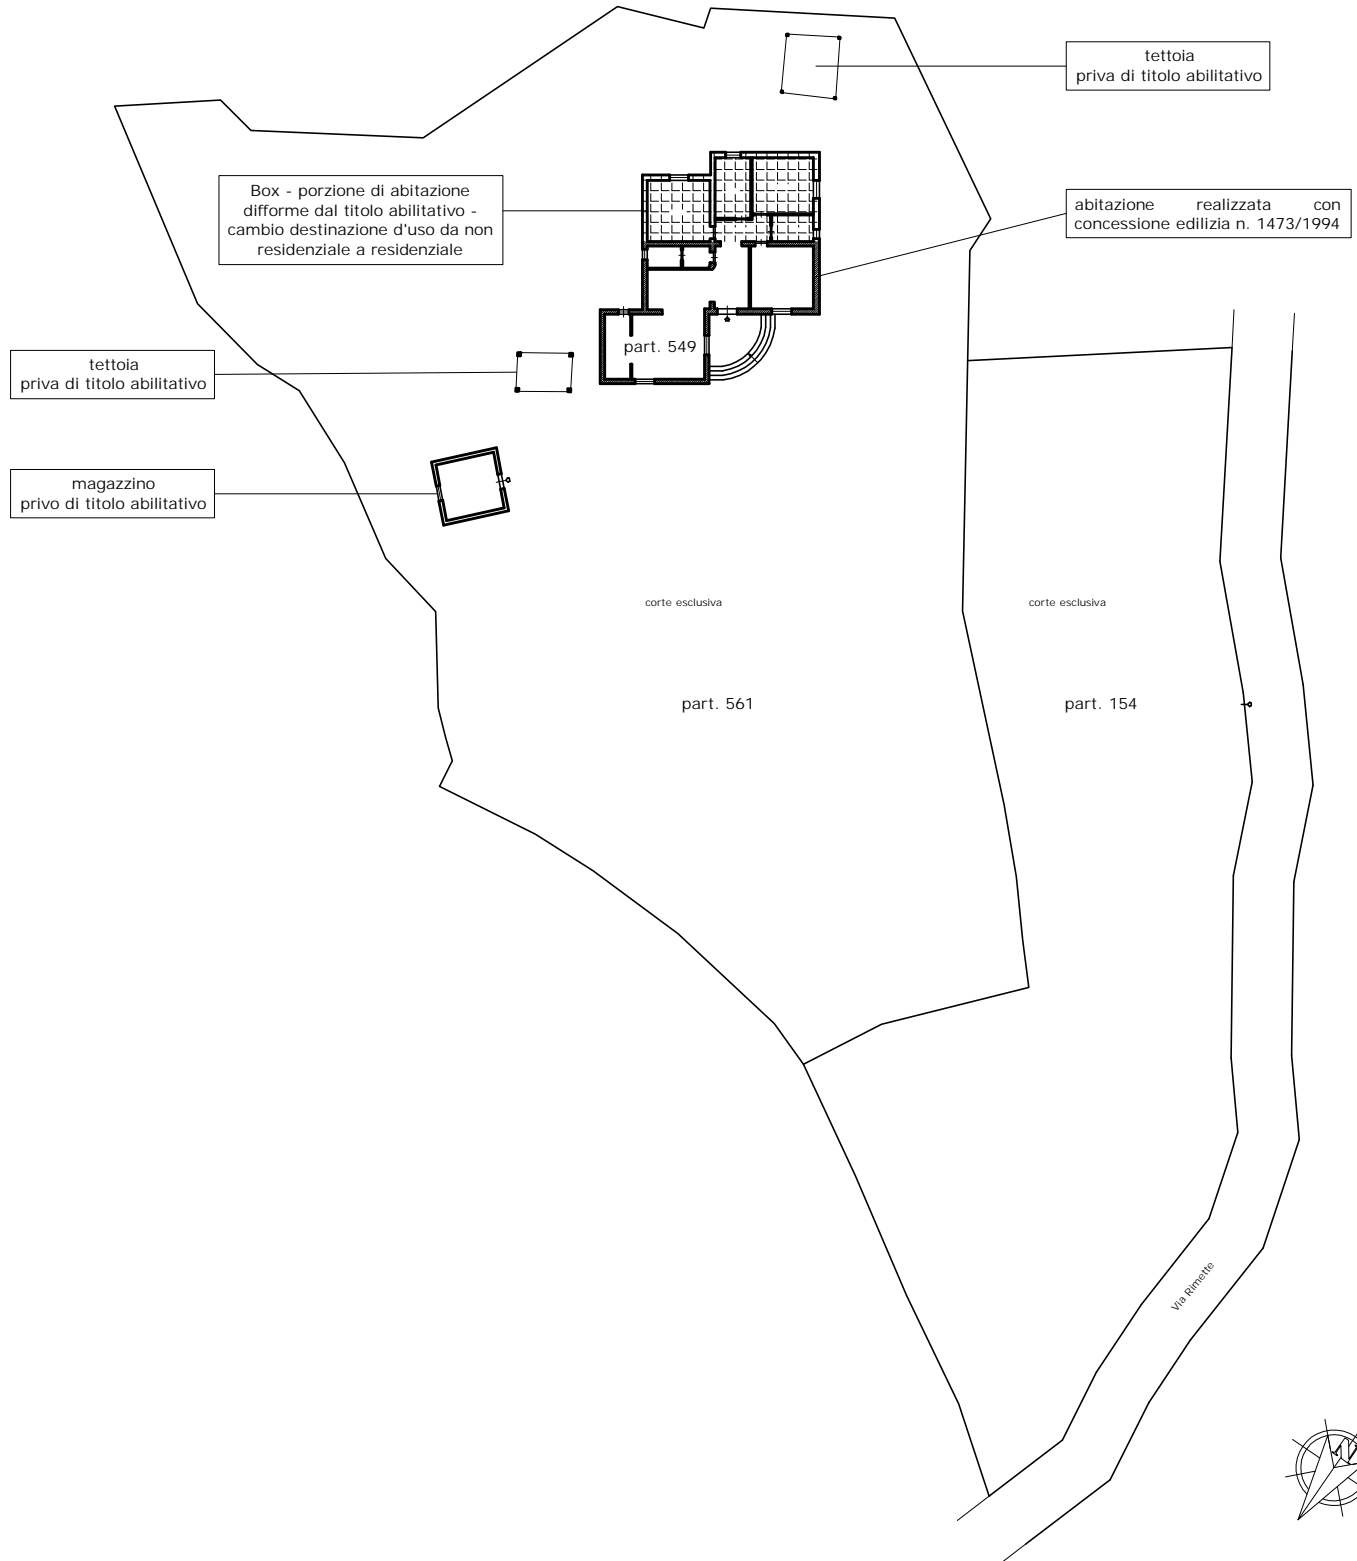 tettoia
priva di titolo abilitativo
Box - porzione di abitazione
difforme dal titolo abilitativo -
cambio destinazione d'uso da non
residenziale a residenziale
abitazione realizzata con
concessione edilizia n. 1473/1994
part. 549
tettoia
priva di titolo abilitativo
magazzino
privo di titolo abilitativo
corte esclusiva
corte esclusiva
part. 561
part. 154
Via Rimette
N